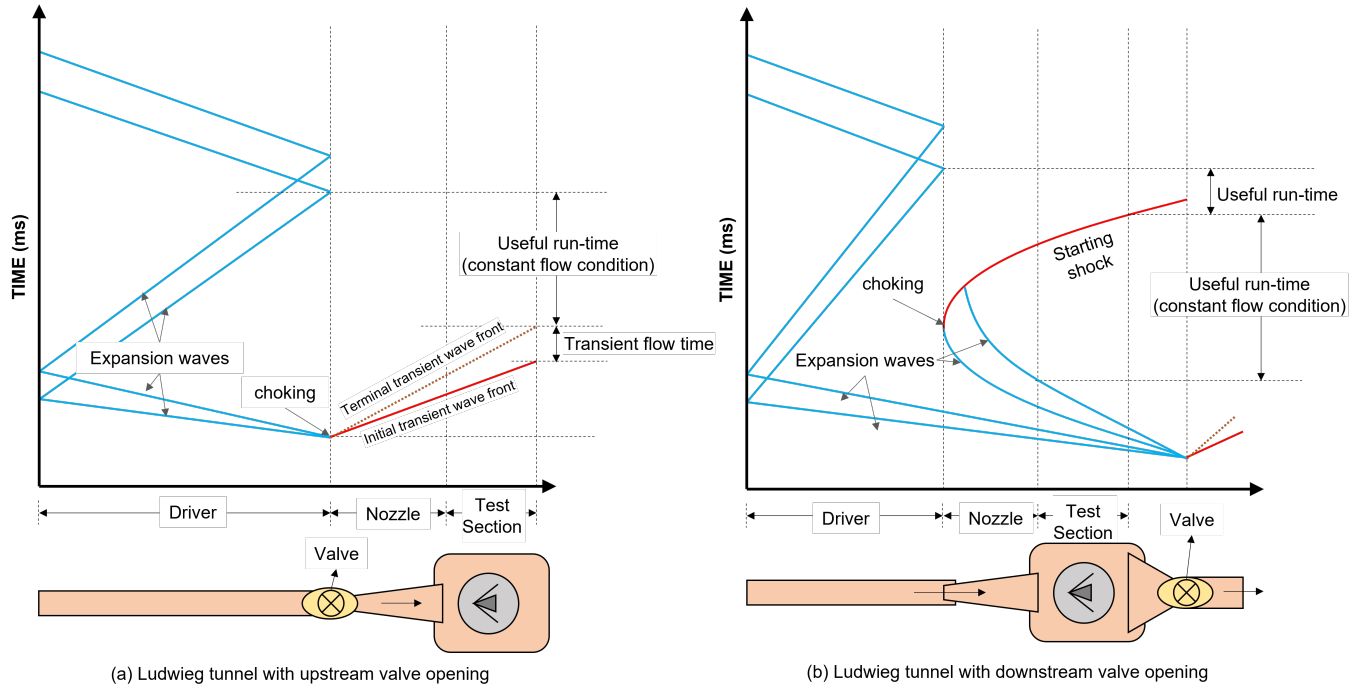 TIME (ms)
Useful run-time
(constant flow condition)
Transient flow time
Terminal transient wave front
Initial transient wave front
Expansion waves
choking
Driver
Nozzle
Test
Section
Valve
(a) Ludwieg tunnel with upstream valve opening
TIME (ms)
Useful run-time
Starting
shock
choking
Useful run-time
(constant flow condition)
Expansion waves
Driver
Nozzle
Test
Section
Valve
(b) Ludwieg tunnel with downstream valve opening